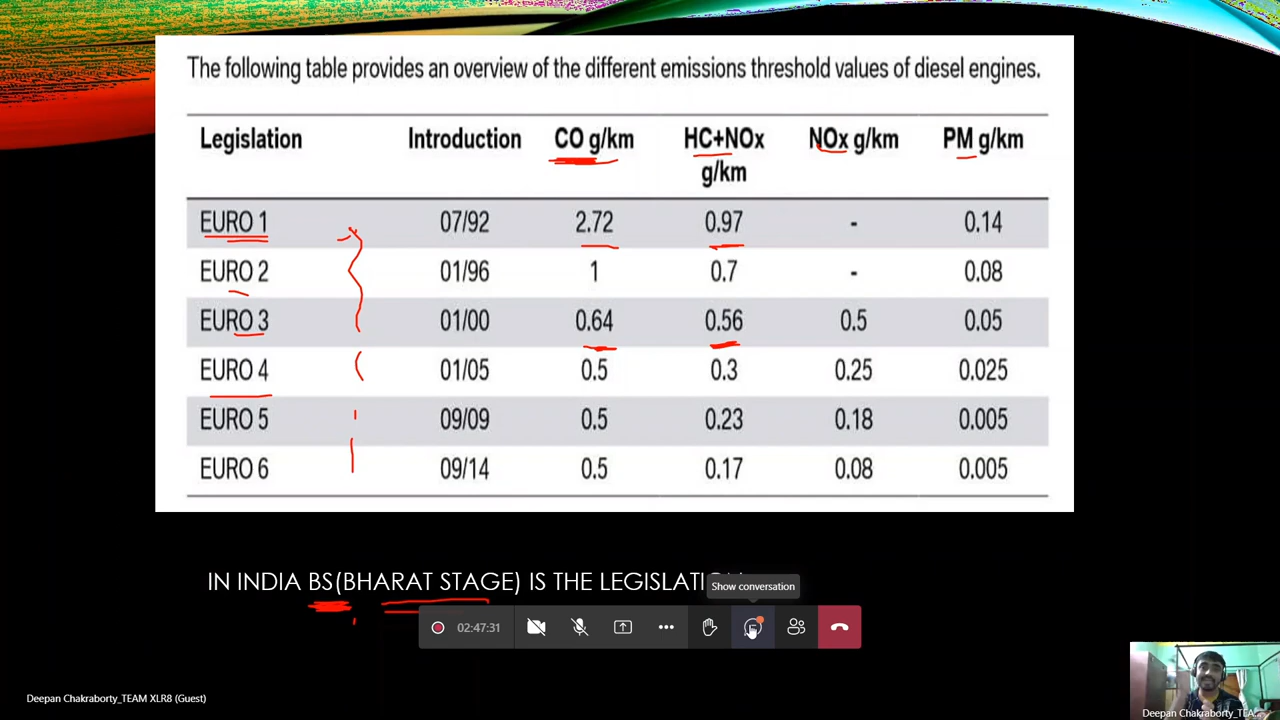 The following table provides an overview of the different emissions threshold values of diesel engines.
Legislation Introduction CO g/km HC+NOx g/km NOx g/km PM g/km
EURO 1 07/92 2.72 0.97 - 0.14
EURO 2 01/96 1 0.7 - 0.08
EURO 3 01/00 0.64 0.56 0.5 0.05
EURO 4 01/05 0.5 0.3 0.25 0.025
EURO 5 09/09 0.5 0.23 0.18 0.005
EURO 6 09/14 0.5 0.17 0.08 0.005
IN INDIA BS(BHARAT STAGE) IS THE
Show conversation
02:47:31
Deepan Chakraborty_TEAM XLR8 (Guest)
Deepan Chakraborty_TEA...